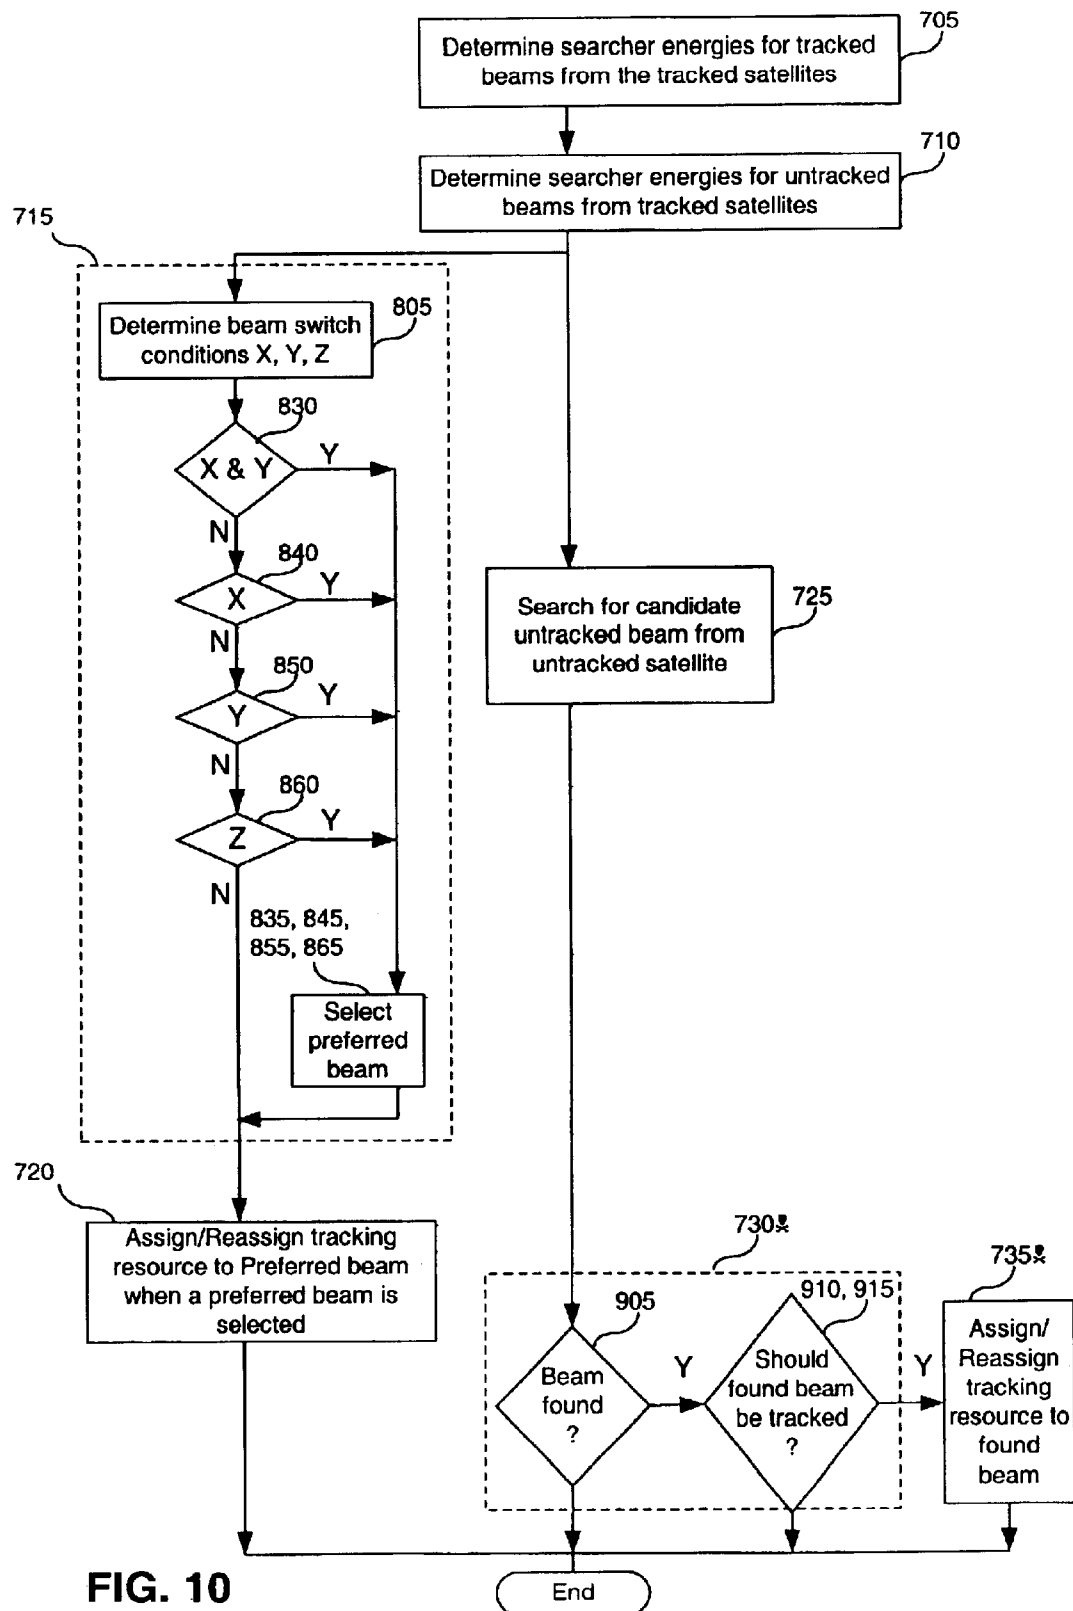 705
Determine searcher energies for tracked
beams from the tracked satellites
710
Determine searcher energies for untracked
beams from tracked satellites
715
Determine beam switch
conditions X, Y, Z
805
830
X & Y
Y
N
840
X
Y
N
850
Y
Y
N
860
Z
Y
N
835, 845,
855, 865
Select
preferred
beam
Search for candidate
untracked beam from
untracked satellite
725
720
Assign/Reassign tracking
resource to Preferred beam
when a preferred beam is
selected
730
905
Beam
found
?
Y
910, 915
Should
found beam
be tracked
?
Y
735
Assign/
Reassign
tracking
resource to
found
beam
End
FIG. 10